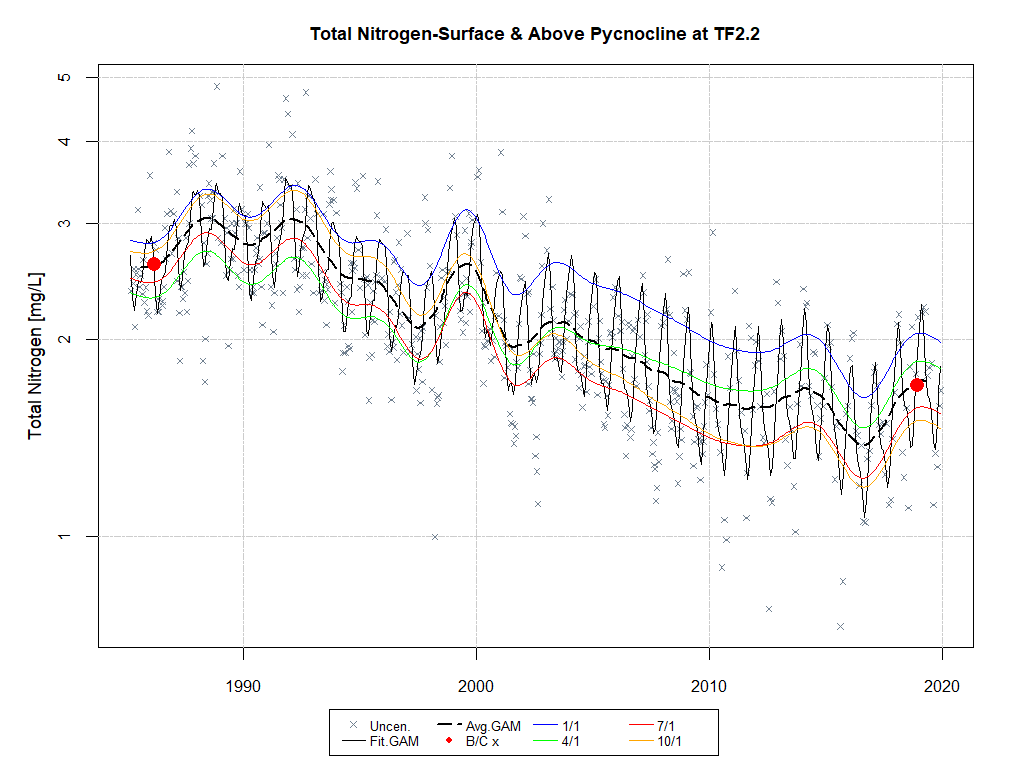 Total Nitrogen-Surface & Above Pycnocline at TF2.2
Total Nitrogen [mg/L]
5
4
3
2
1
1990 2000 2010 2020
Uncen. Avg.GAM 1/1 7/1
Fit.GAM B/C x 4/1 10/1